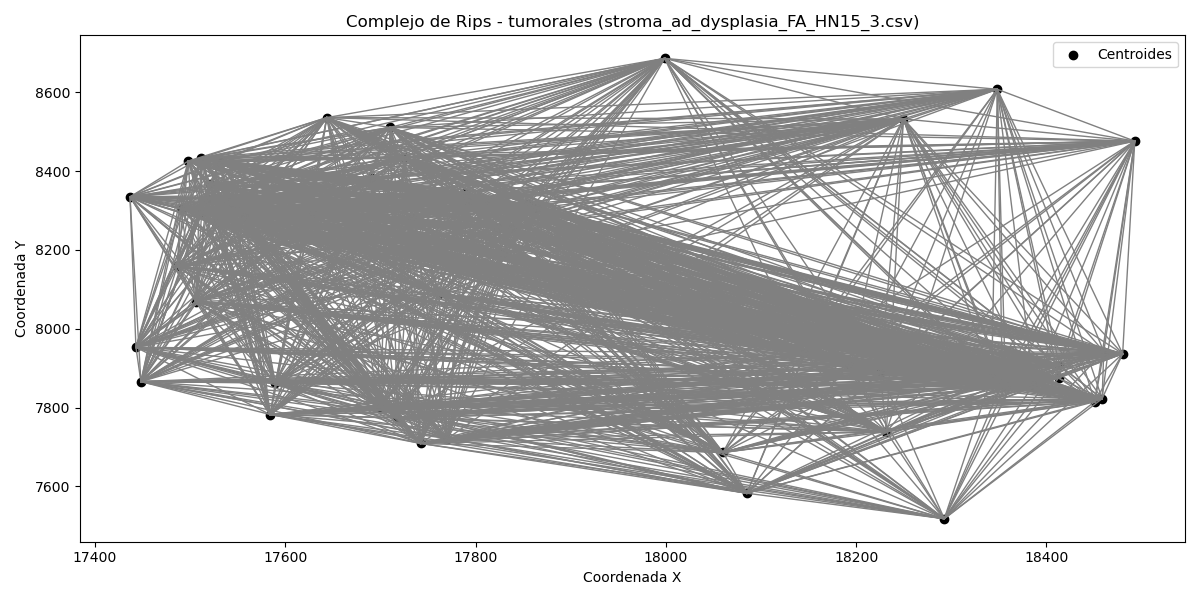 Complejo de Rips - tumorales (stroma_ad_dysplasia_FA_HN15_3.csv)
Centroides
8600
8400
8200
8000
7800
7600
Coordenada Y
17400 17600 17800 18000 18200 18400
Coordenada X